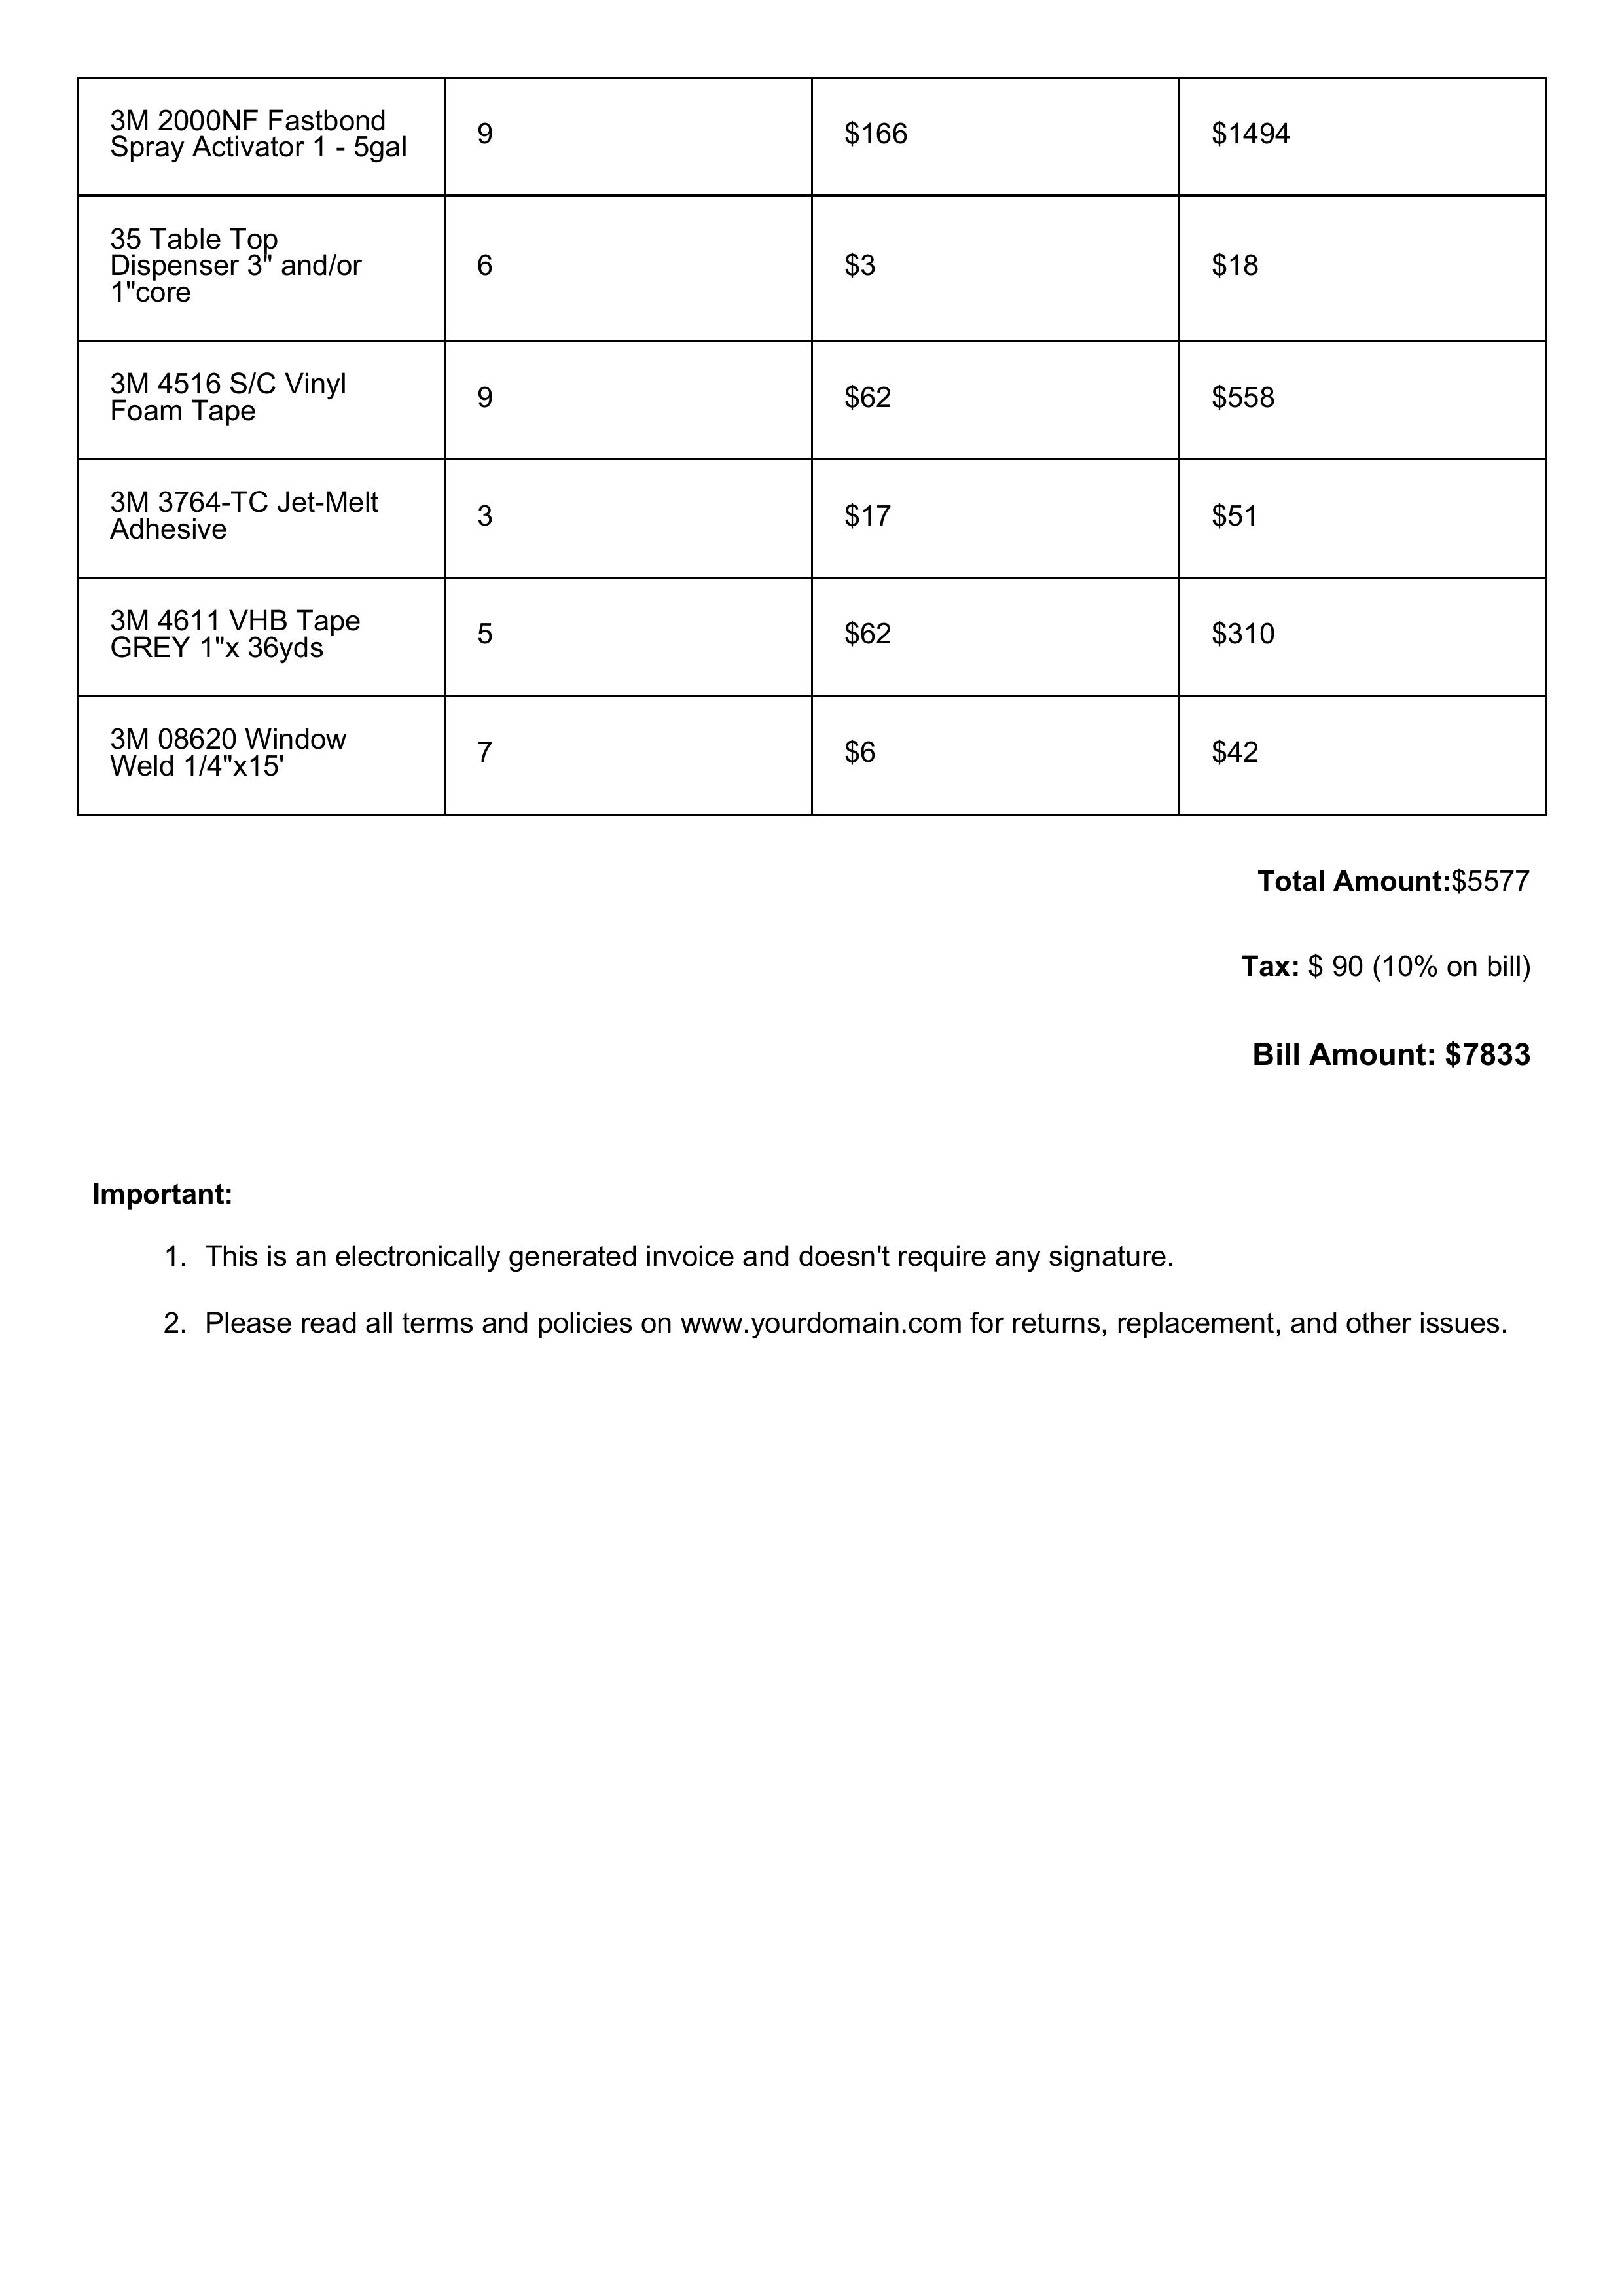 3M 2000NF Fastbond
Spray Activator 1 - 5gal
9
$166
$1494
35 Table Top
Dispenser 3" and/or
1"core
6
$3
$18
3M 4516 S/C Vinyl
Foam Tape
9
$62
$558
3M 3764-TC Jet-Melt
Adhesive
3
$17
$51
3M 4611 VHB Tape
GREY 1"x 36yds
5
$62
$310
3M 08620 Window
Weld 1/4"x15'
7
$6
$42
Total Amount:$5577
Tax: $ 90 (10% on bill)
Bill Amount: $7833
Important:
1. This is an electronically generated invoice and doesn't require any signature.
2. Please read all terms and policies on www.yourdomain.com for returns, replacement, and other issues.